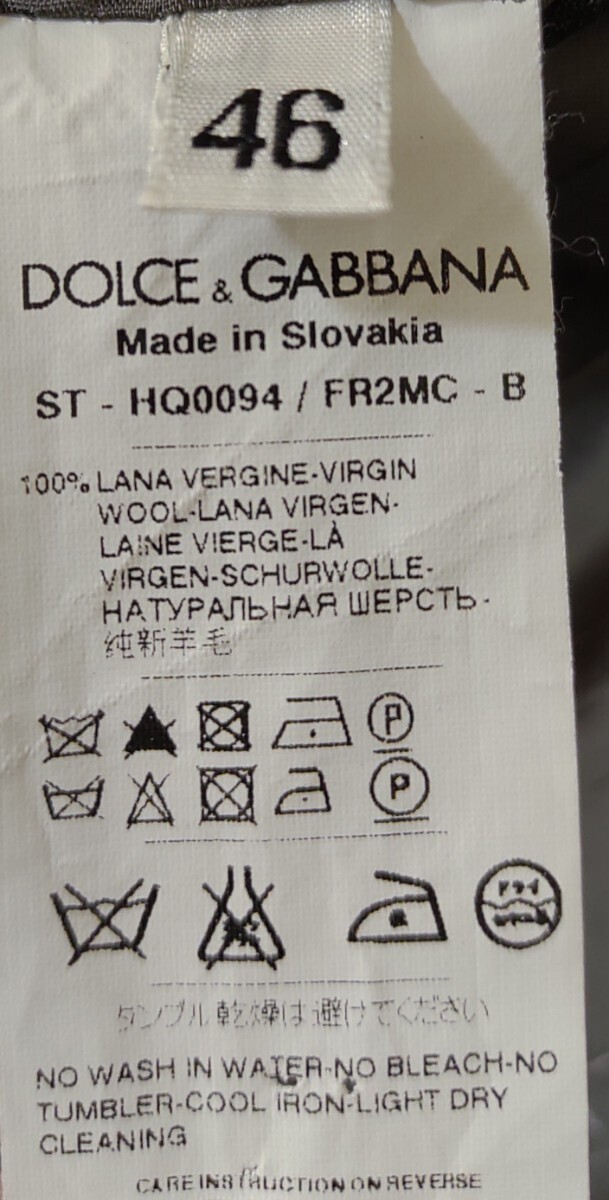 46
DOLCE & GABBANA
Made in Slovakia
ST - HQ0094 / FR2MC - B
100% LANA VERGINE-VIRGIN
WOOL-LANA VIRGEN-
LAINE VIERGE-LÀ
VIRGEN-SCHURWOLLE-
НАТУРАЛЬНАЯ ШЕРСТЬ-
纯新羊毛
P
P
ドライ
タンブル乾燥は避けてください
NO WASH IN WATER-NO BLEACH-NO
TUMBLER-COOL IRON-LIGHT DRY
CLEANING
CARE INSTRUCTION ON REVERSE